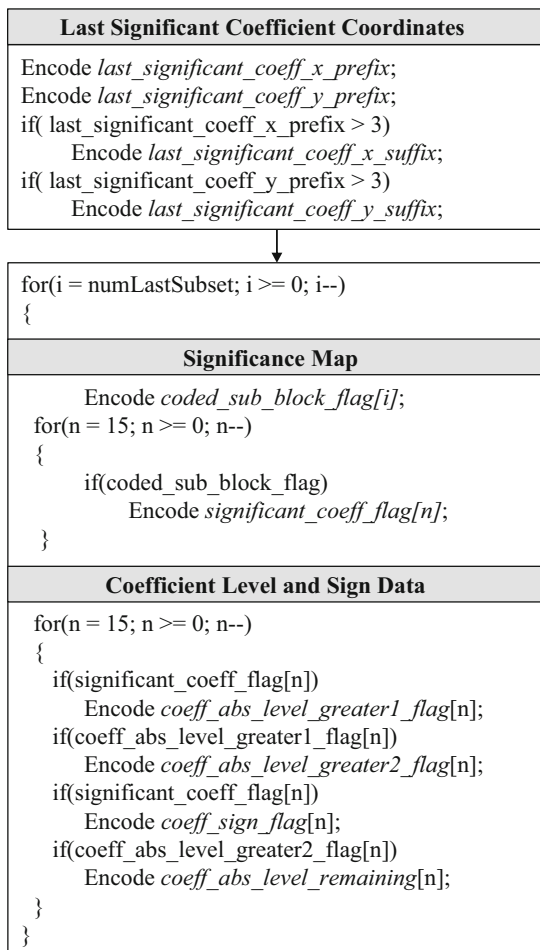 Last Significant Coefficient Coordinates
Encode last_significant_coeff_x_prefix;
Encode last_significant_coeff_y_prefix;
if( last_significant_coeff_x_prefix > 3)
Encode last_significant_coeff_x_suffix;
if( last_significant_coeff_y_prefix > 3)
Encode last_significant_coeff_y_suffix;
for(i = numLastSubset; i >= 0; i--)
{
Significance Map
Encode coded_sub_block_flag[i];
for(n = 15; n >= 0; n--)
{
if(coded_sub_block_flag)
Encode significant_coeff_flag[n];
}
Coefficient Level and Sign Data
for(n = 15; n >= 0; n--)
{
if(significant_coeff_flag[n])
Encode coeff_abs_level_greater1_flag[n];
if(coeff_abs_level_greater1_flag[n])
Encode coeff_abs_level_greater2_flag[n];
if(significant_coeff_flag[n])
Encode coeff_sign_flag[n];
if(coeff_abs_level_greater2_flag[n])
Encode coeff_abs_level_remaining[n];
}
}